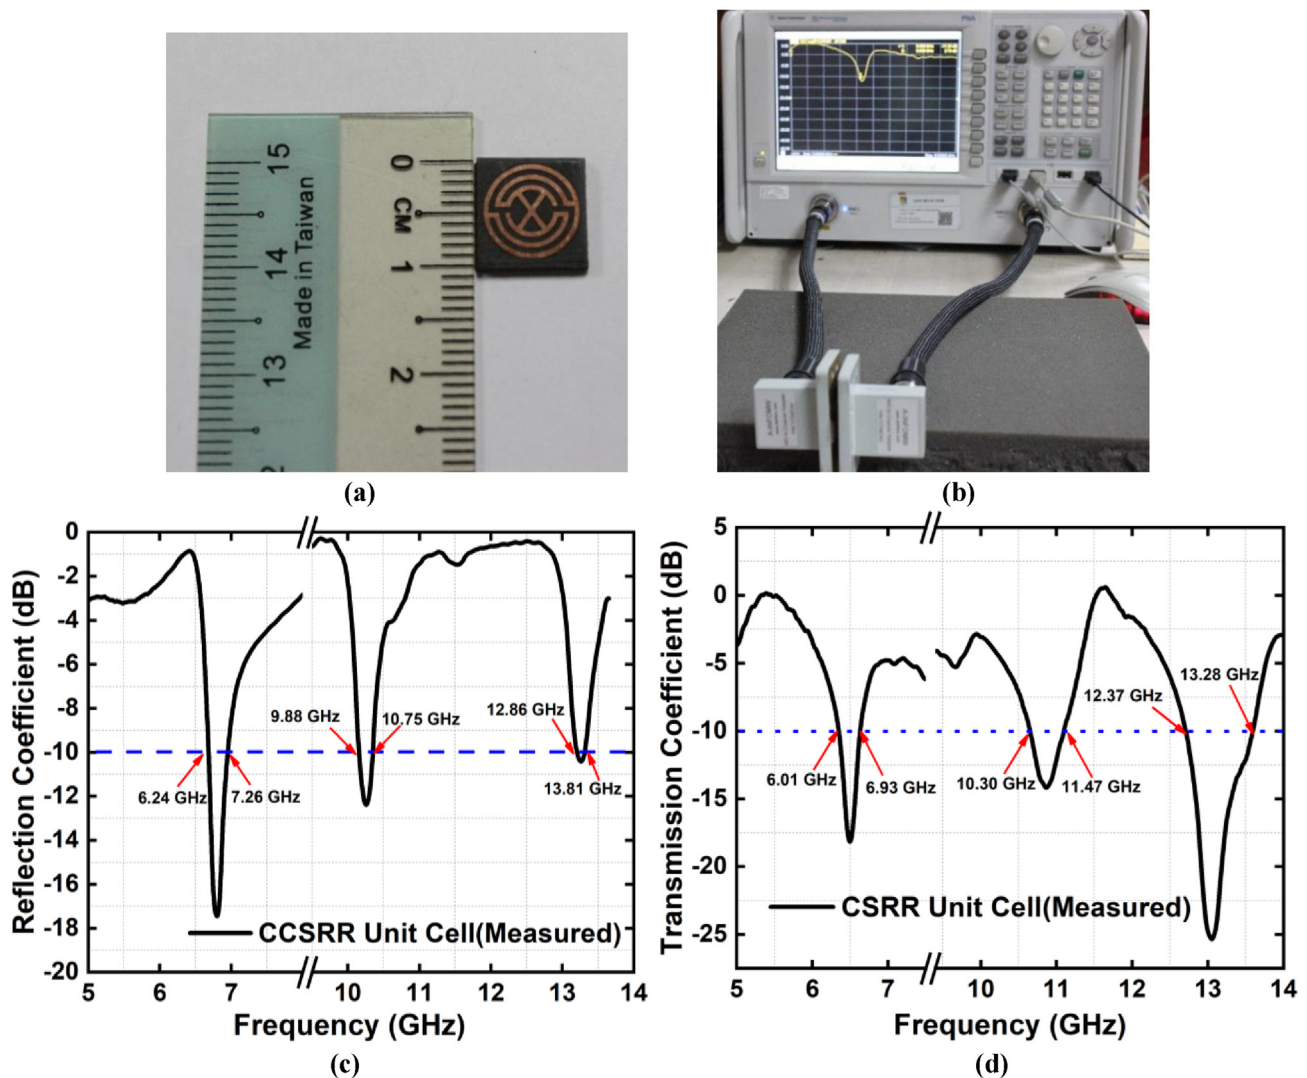 15
14
13
Made in Taiwan
0
CM
1
2
PNA
(a)
(b)
Reflection Coefficient (dB)
0
-2
-4
-6
-8
-10
-12
-14
-16
-18
-20
9.88 GHz
10.75 GHz
12.86 GHz
6.24 GHz
7.26 GHz
13.81 GHz
CCSRR Unit Cell(Measured)
5 6 7 10 11 12 13 14
Frequency (GHz)
(c)
Transmission Coefficient (dB)
5
0
-5
-10
-15
-20
-25
13.28 GHz
12.37 GHz
6.01 GHz
6.93 GHz
10.30 GHz
11.47 GHz
CSRR Unit Cell(Measured)
5 6 7 8 10 11 12 13 14
Frequency (GHz)
(d)